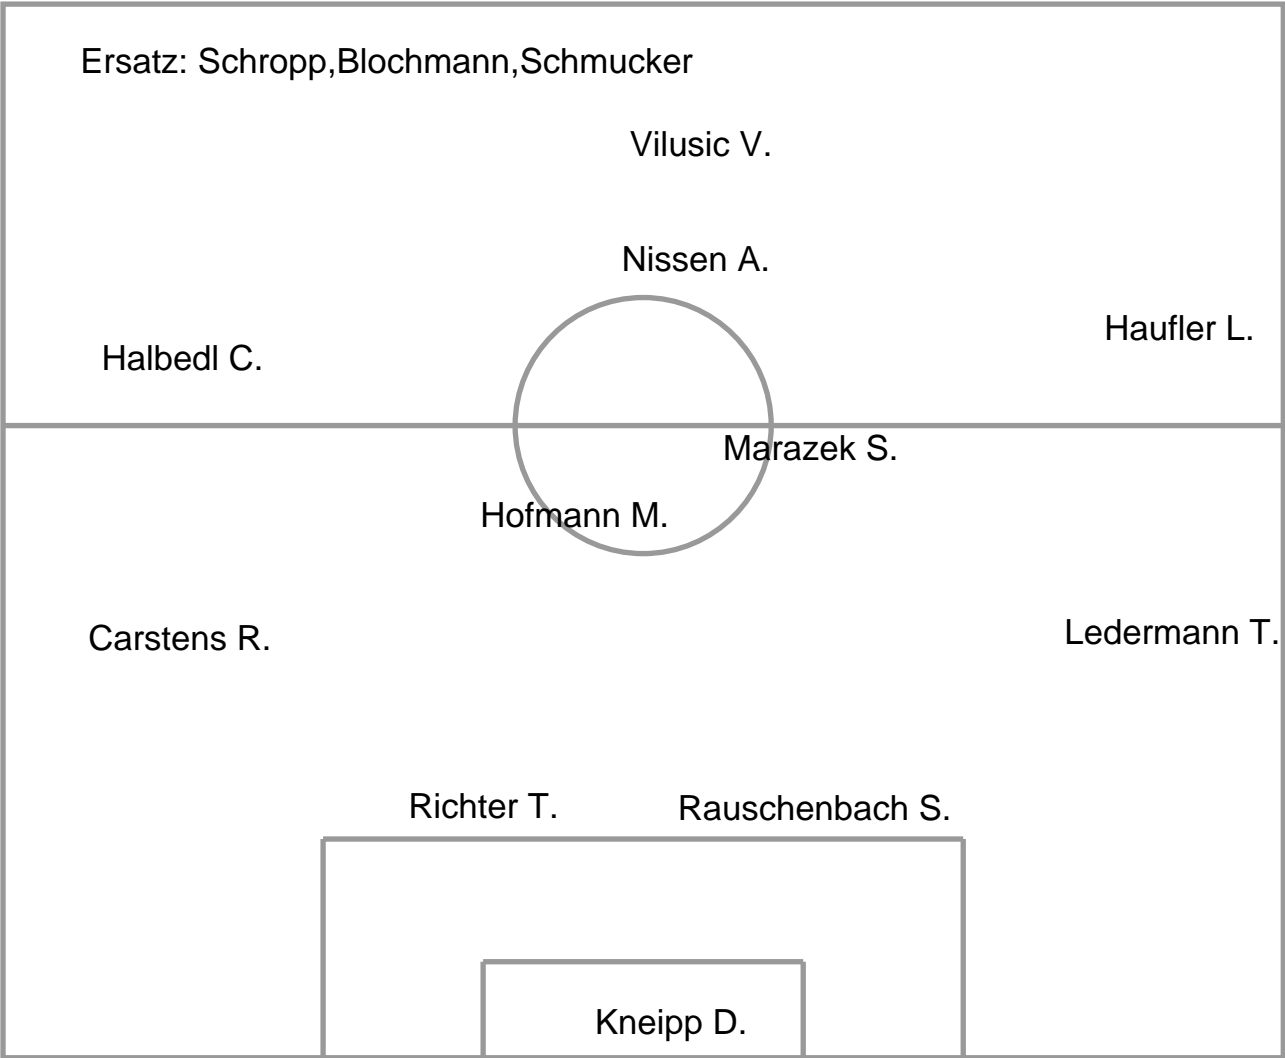 Ersatz: Schropp,Blochmann,Schmucker
Vilusic V.
Nissen A.
Haufler L.
Halbedl C.
Marazek S.
Hofmann M.
Ledermann T.
Carstens R.
Richter T.
Rauschenbach S.
Kneipp D.